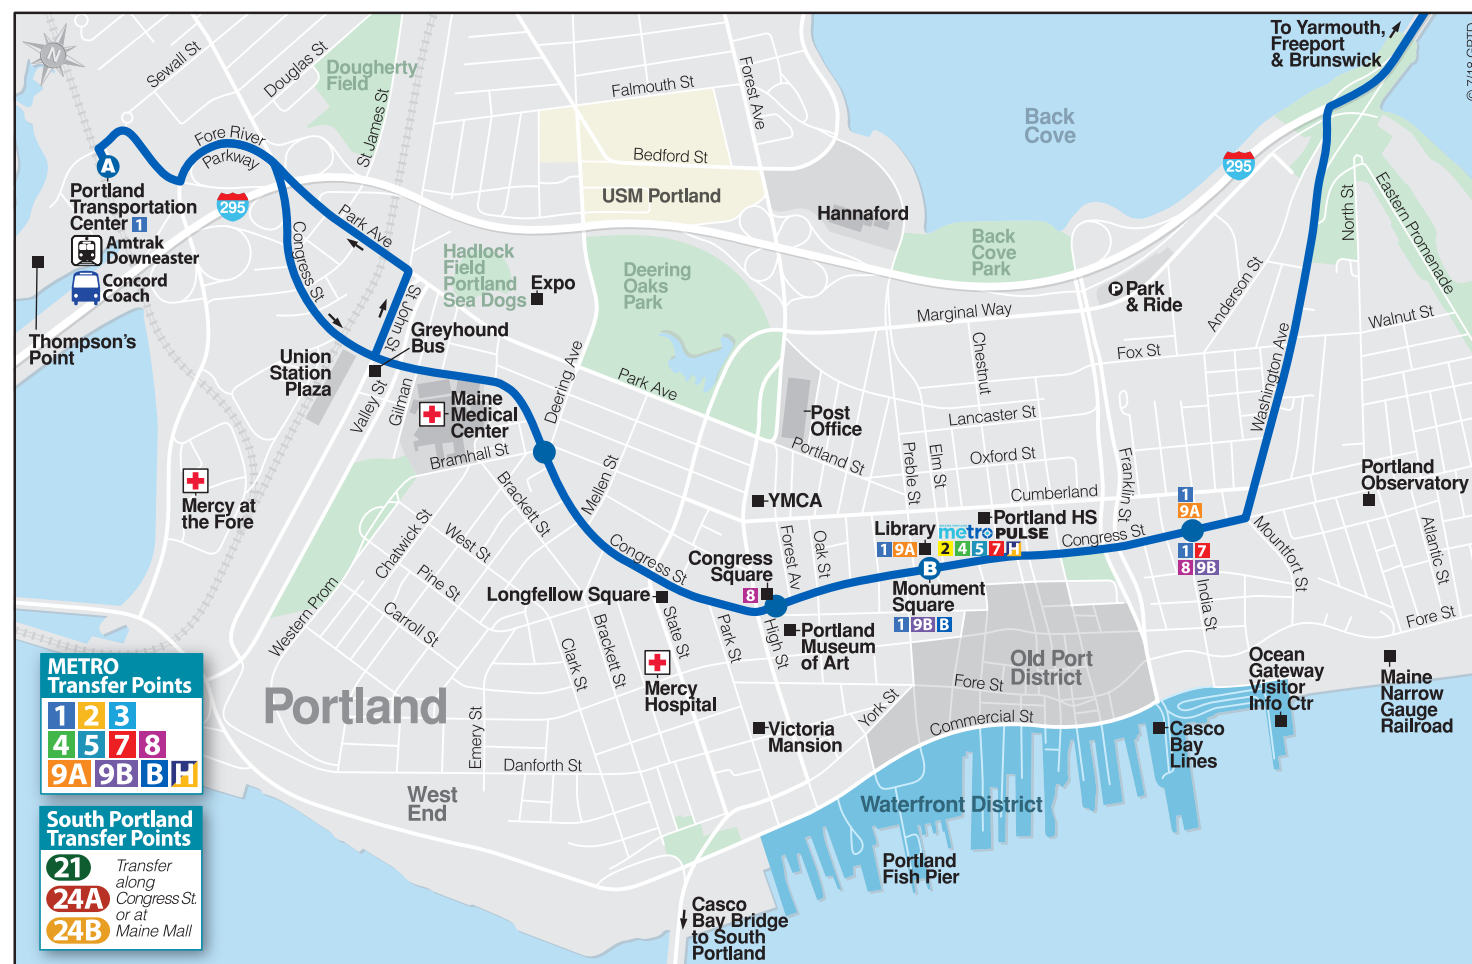 To Yarmouth,
Freeport
& Brunswick
© 7/18 GPTD
N
Sewall St
Douglas St
Dougherty
Field
St James St
Falmouth St
Forest Ave
Back
Cove
Fore River
Parkway
Bedford St
USM Portland
295
295
A
Portland
Transportation
Center 1
Amtrak
Downeaster
Concord
Coach
Thompson's
Point
Park Ave
Congress St
St John St
Hadlock
Field
Portland
Sea Dogs
Expo
Deering
Oaks
Park
Hannaford
Back
Cove
Park
North St
Eastern Promenade
P Park
& Ride
Anderson St
Marginal Way
Walnut St
Fox St
Chestnut
Washington Ave
Greyhound
Bus
Union
Station
Plaza
Valley St
Gilman
Deering Ave
Park Ave
Maine
Medical
Center
Post
Office
Lancaster St
Bramhall St
Portland St
Preble St
Elm St
Oxford St
Franklin St
Portland
Observatory
Brackett St
Mellen St
Cumberland
Mercy at
the Fore
YMCA
Portland HS
1
9A
Library
metro PULSE
1 9A
2 4 5 7 H
Chatwick St
West St
Congress St
Congress
Square
8
Forest Av
Oak St
B
Monument
Square
1 9B B
Congress St
1 7
8 9B
Mountfort St
Atlantic St
India St
Pine St
Western Prom
Longfellow Square
Carroll St
Clark St
Brackett St
State St
Park St
High St
Portland
Museum
of Art
Fore St
Old Port
District
Ocean
Gateway
Visitor
Info Ctr
Maine
Narrow
Gauge
Railroad
Mercy
Hospital
Fore St
York St
Commercial St
Portland
Emery St
Victoria
Mansion
Casco
Bay
Lines
Danforth St
West
End
Waterfront District
Portland
Fish Pier
Casco
Bay Bridge
to South
Portland
METRO
Transfer Points
1 2 3
4 5 7 8
9A 9B B H
South Portland
Transfer Points
21
24A
24B
Transfer
along
Congress St.
or at
Maine Mall